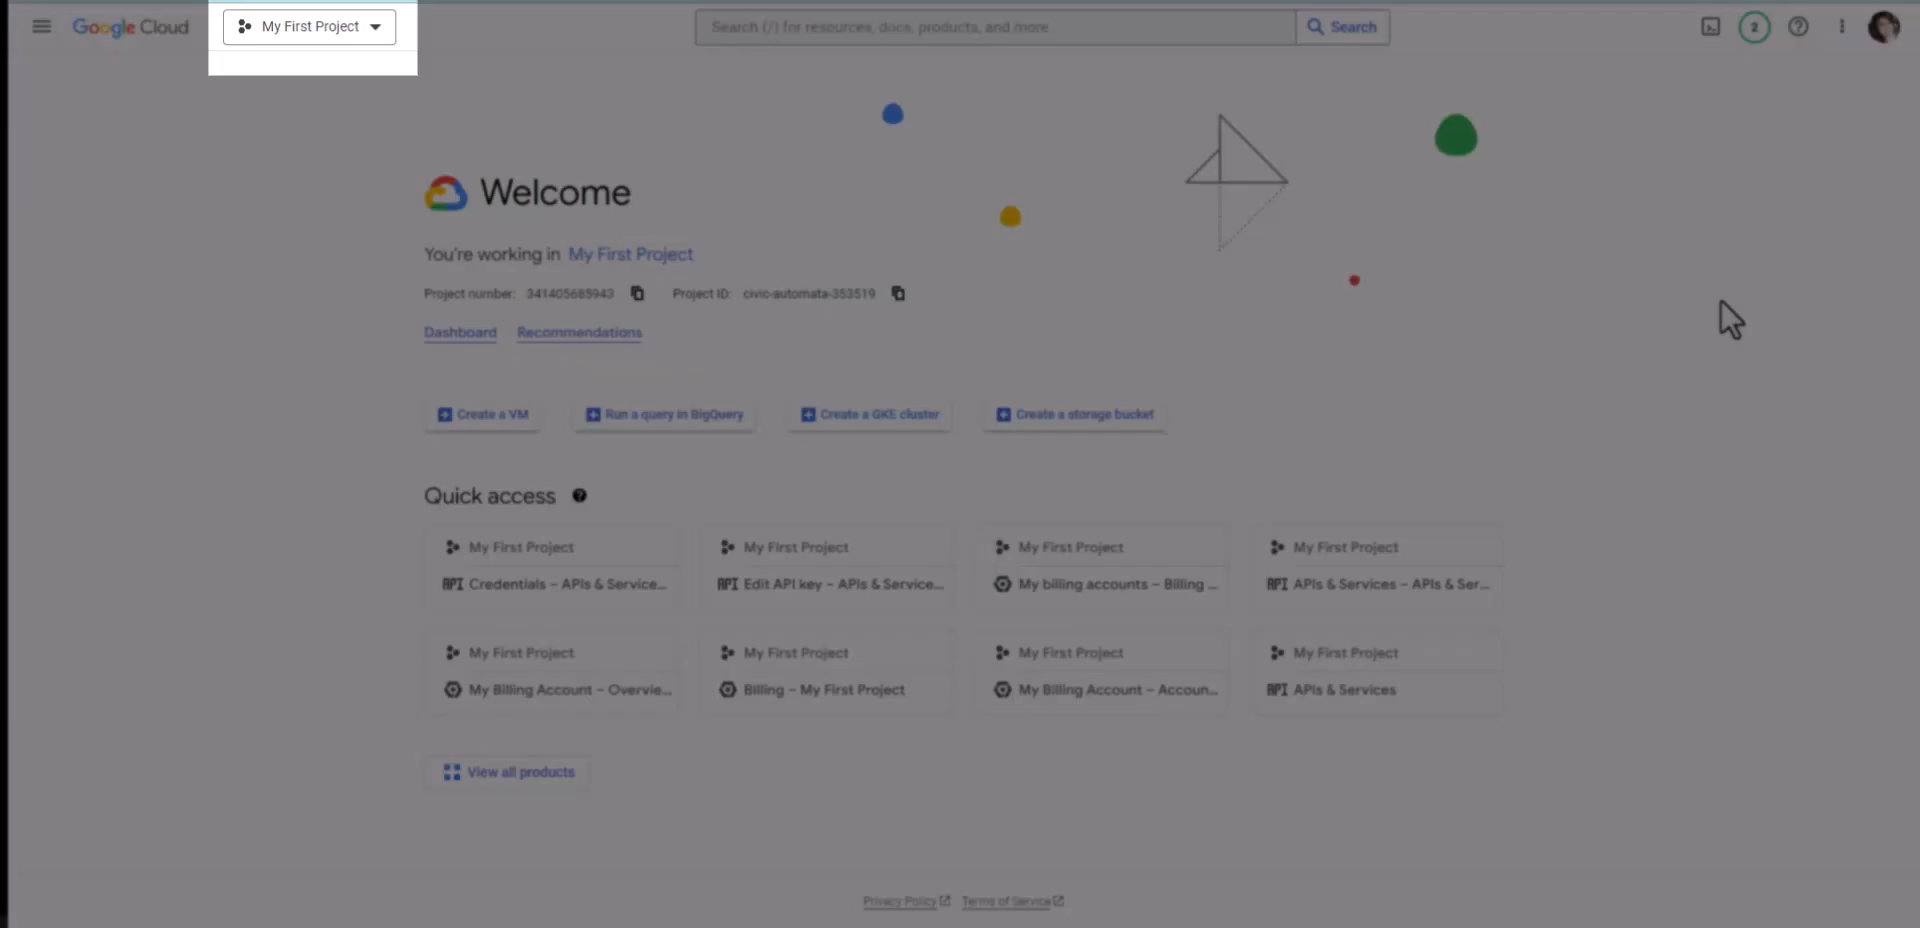 Google Cloud
My First Project
Search (/) for resources, docs, products, and more
Search
2
Welcome
You're working in My First Project
Project number: 341405685943 Project ID: civic-automata-353519
Dashboard Recommendations
Create a VM
Run a query in BigQuery
Create a GKE cluster
Create a storage bucket
Quick access
My First Project
API Credentials – APIs & Service...
My First Project
API Edit API key – APIs & Service...
My First Project
My billing accounts – Billing ...
My First Project
API APIs & Services – APIs & Ser...
My First Project
My Billing Account – Overvie...
My First Project
Billing – My First Project
My First Project
My Billing Account – Accoun...
My First Project
API APIs & Services
View all products
Privacy Policy Terms of Service